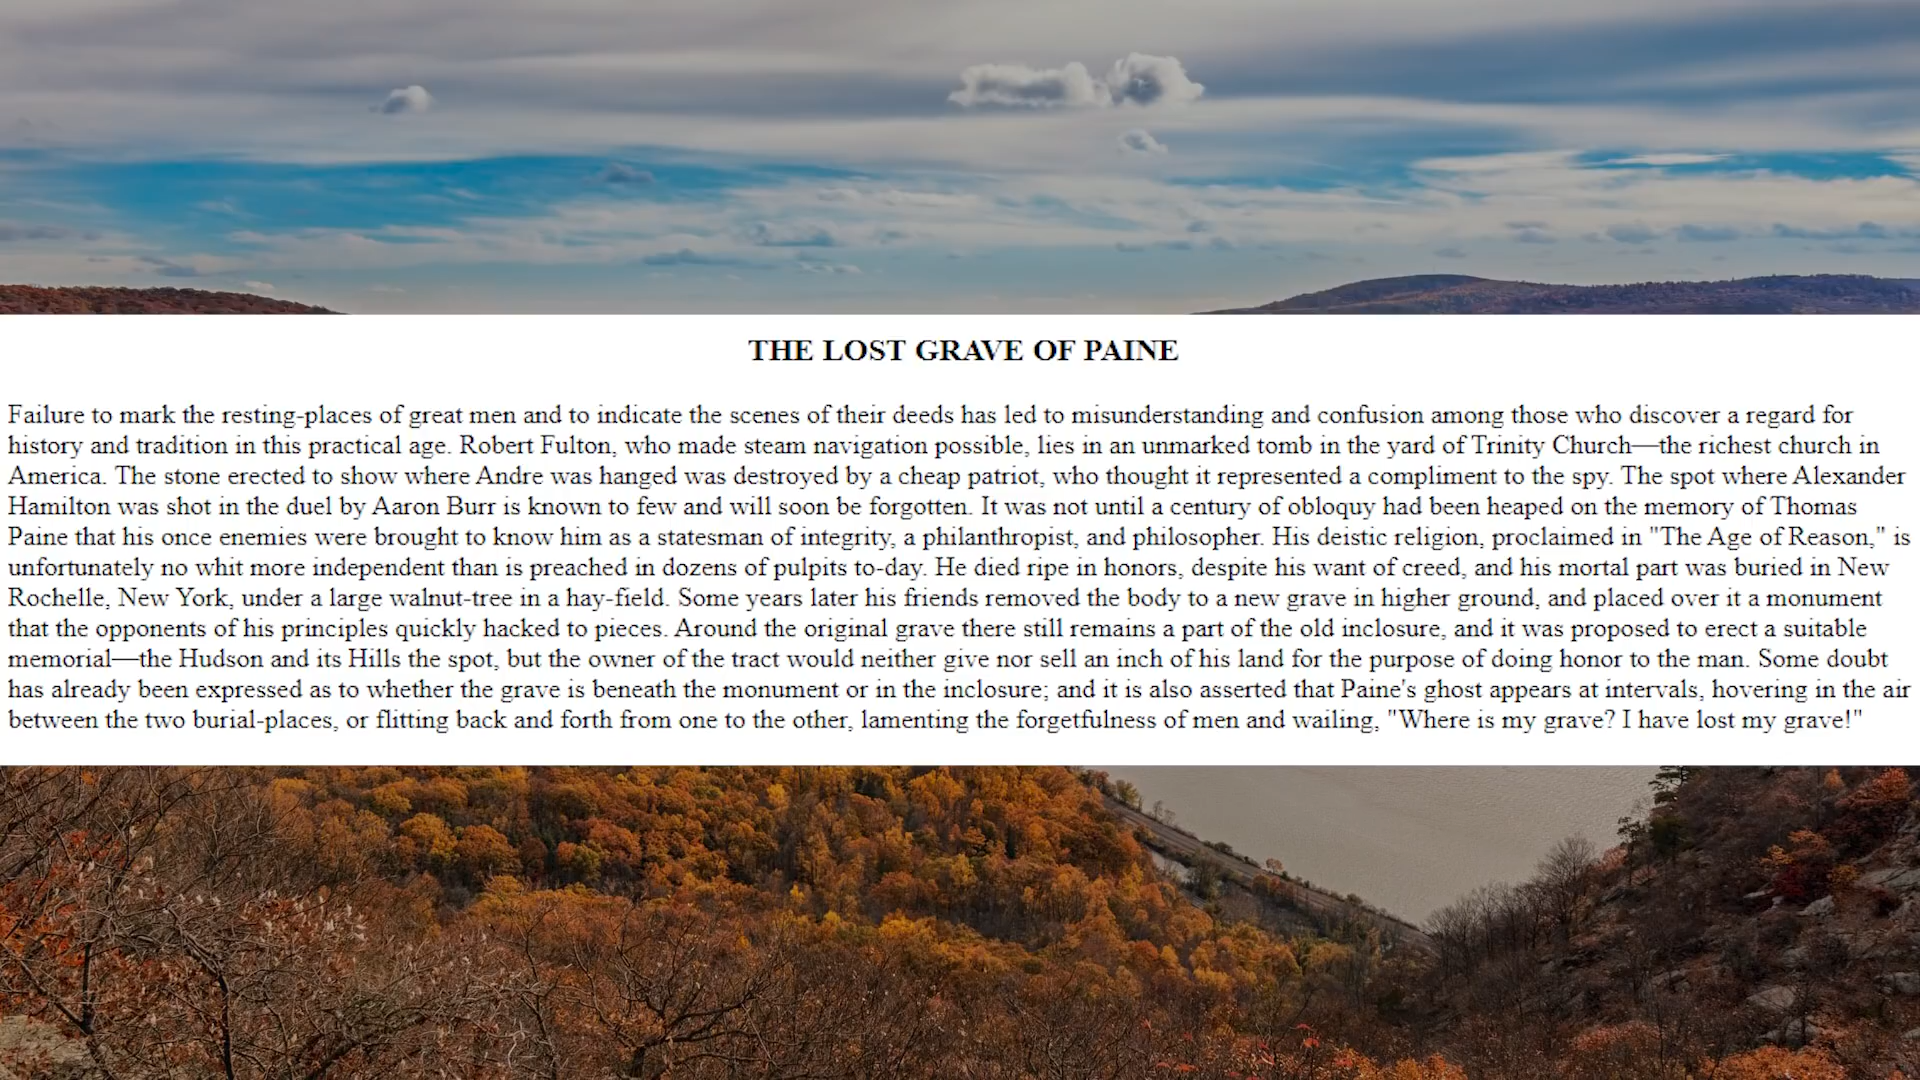 THE LOST GRAVE OF PAINE
Failure to mark the resting-places of great men and to indicate the scenes of their deeds has led to misunderstanding and confusion among those who discover a regard for
history and tradition in this practical age. Robert Fulton, who made steam navigation possible, lies in an unmarked tomb in the yard of Trinity Church—the richest church in
America. The stone erected to show where Andre was hanged was destroyed by a cheap patriot, who thought it represented a compliment to the spy. The spot where Alexander
Hamilton was shot in the duel by Aaron Burr is known to few and will soon be forgotten. It was not until a century of obloquy had been heaped on the memory of Thomas
Paine that his once enemies were brought to know him as a statesman of integrity, a philanthropist, and philosopher. His deistic religion, proclaimed in "The Age of Reason," is
unfortunately no whit more independent than is preached in dozens of pulpits to-day. He died ripe in honors, despite his want of creed, and his mortal part was buried in New
Rochelle, New York, under a large walnut-tree in a hay-field. Some years later his friends removed the body to a new grave in higher ground, and placed over it a monument
that the opponents of his principles quickly hacked to pieces. Around the original grave there still remains a part of the old inclosure, and it was proposed to erect a suitable
memorial—the Hudson and its Hills the spot, but the owner of the tract would neither give nor sell an inch of his land for the purpose of doing honor to the man. Some doubt
has already been expressed as to whether the grave is beneath the monument or in the inclosure; and it is also asserted that Paine's ghost appears at intervals, hovering in the air
between the two burial-places, or flitting back and forth from one to the other, lamenting the forgetfulness of men and wailing, "Where is my grave? I have lost my grave!"